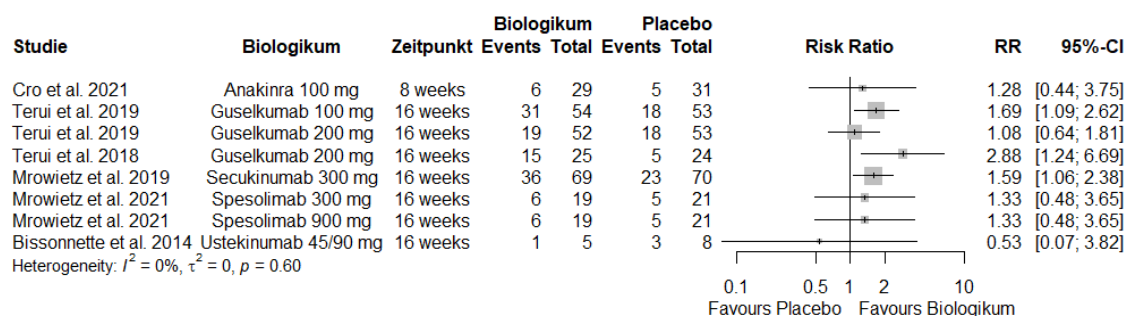 Biologikum Placebo
Studie Biologikum Zeitpunkt Events Total Events Total Risk Ratio RR 95%-CI
Cro et al. 2021 Anakinra 100 mg 8 weeks 6 29 5 31 1.28 [0.44; 3.75]
Terui et al. 2019 Guselkumab 100 mg 16 weeks 31 54 18 53 1.69 [1.09; 2.62]
Terui et al. 2019 Guselkumab 200 mg 16 weeks 19 52 18 53 1.08 [0.64; 1.81]
Terui et al. 2018 Guselkumab 200 mg 16 weeks 15 25 5 24 2.88 [1.24; 6.69]
Mrowietz et al. 2019 Secukinumab 300 mg 16 weeks 36 69 23 70 1.59 [1.06; 2.38]
Mrowietz et al. 2021 Spesolimab 300 mg 16 weeks 6 19 5 21 1.33 [0.48; 3.65]
Mrowietz et al. 2021 Spesolimab 900 mg 16 weeks 6 19 5 21 1.33 [0.48; 3.65]
Bissonnette et al. 2014 Ustekinumab 45/90 mg 16 weeks 1 5 3 8 0.53 [0.07; 3.82]
Heterogeneity: I² = 0%, τ² = 0, p = 0.60
0.1 0.5 1 2 10
Favours Placebo Favours Biologikum